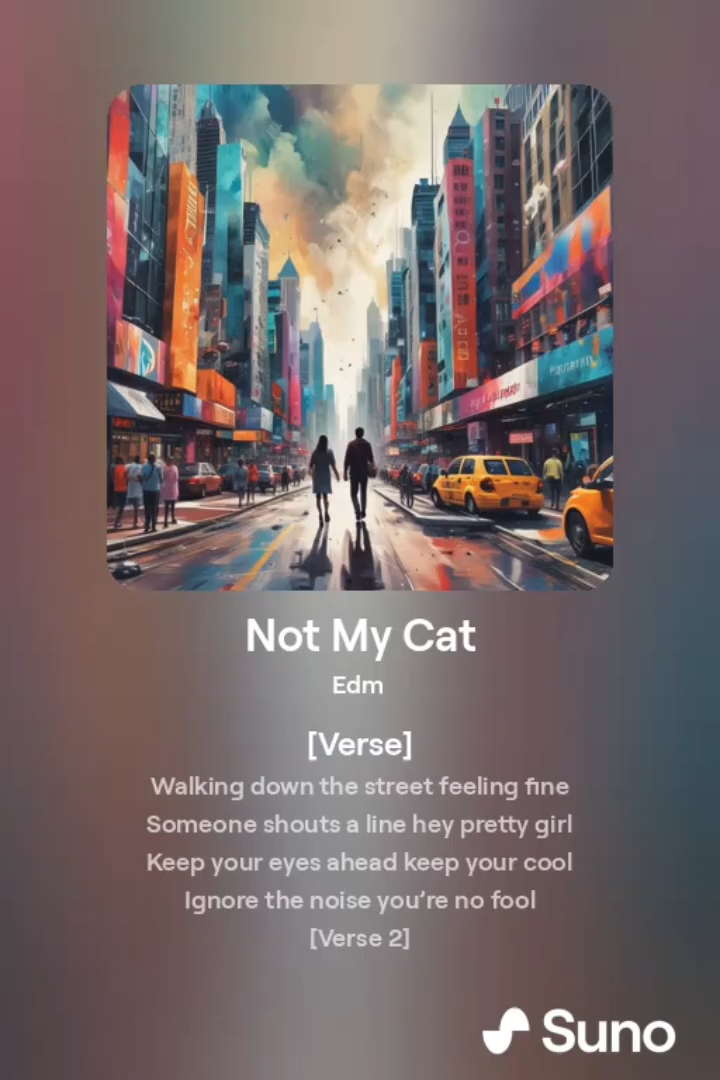 Not My Cat
Edm
[Verse]
Walking down the street feeling fine
Someone shouts a line hey pretty girl
Keep your eyes ahead keep your cool
Ignore the noise you’re no fool
[Verse 2]
Suno